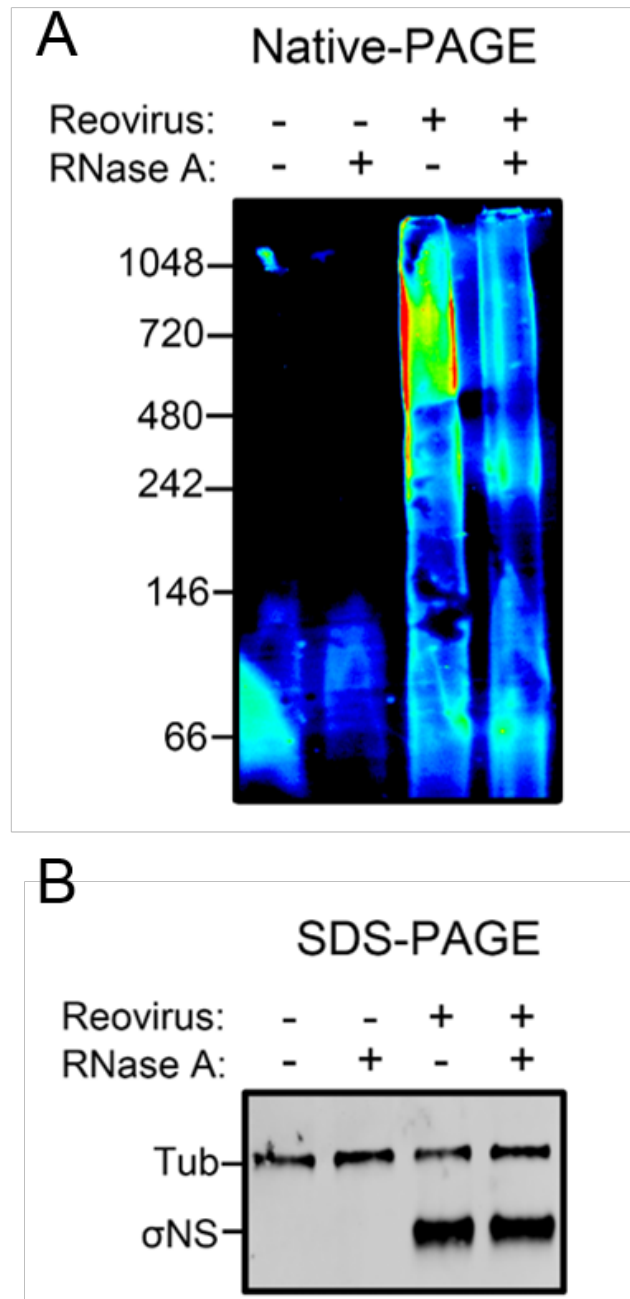 A
Native-PAGE
Reovirus: - - + +
RNase A: - + - +
1048
720
480
242
146
66
B
SDS-PAGE
Reovirus: - - + +
RNase A: - + - +
Tub
σNS